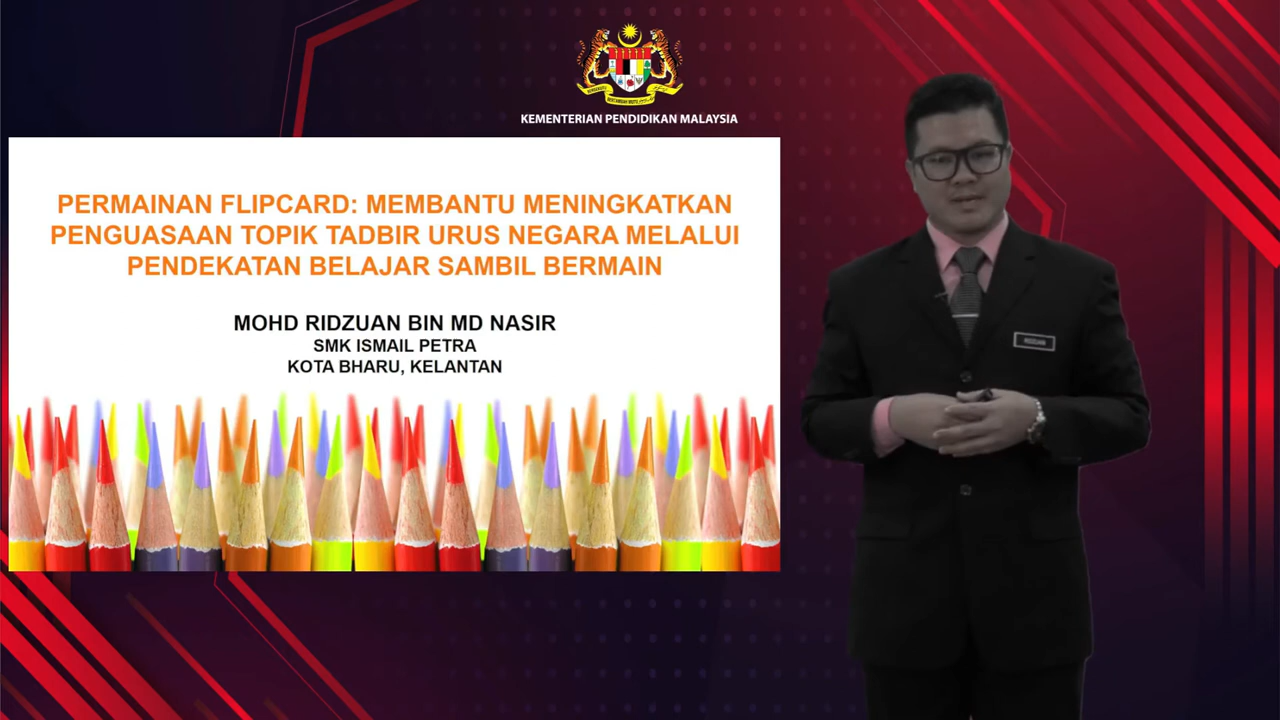 KEMENTERIAN PENDIDIKAN MALAYSIA
PERMAINAN FLIPCARD: MEMBANTU MENINGKATKAN
PENGUASAAN TOPIK TADBIR URUS NEGARA MELALUI
PENDEKATAN BELAJAR SAMBIL BERMAIN
MOHD RIDZUAN BIN MD NASIR
SMK ISMAIL PETRA
KOTA BHARU, KELANTAN